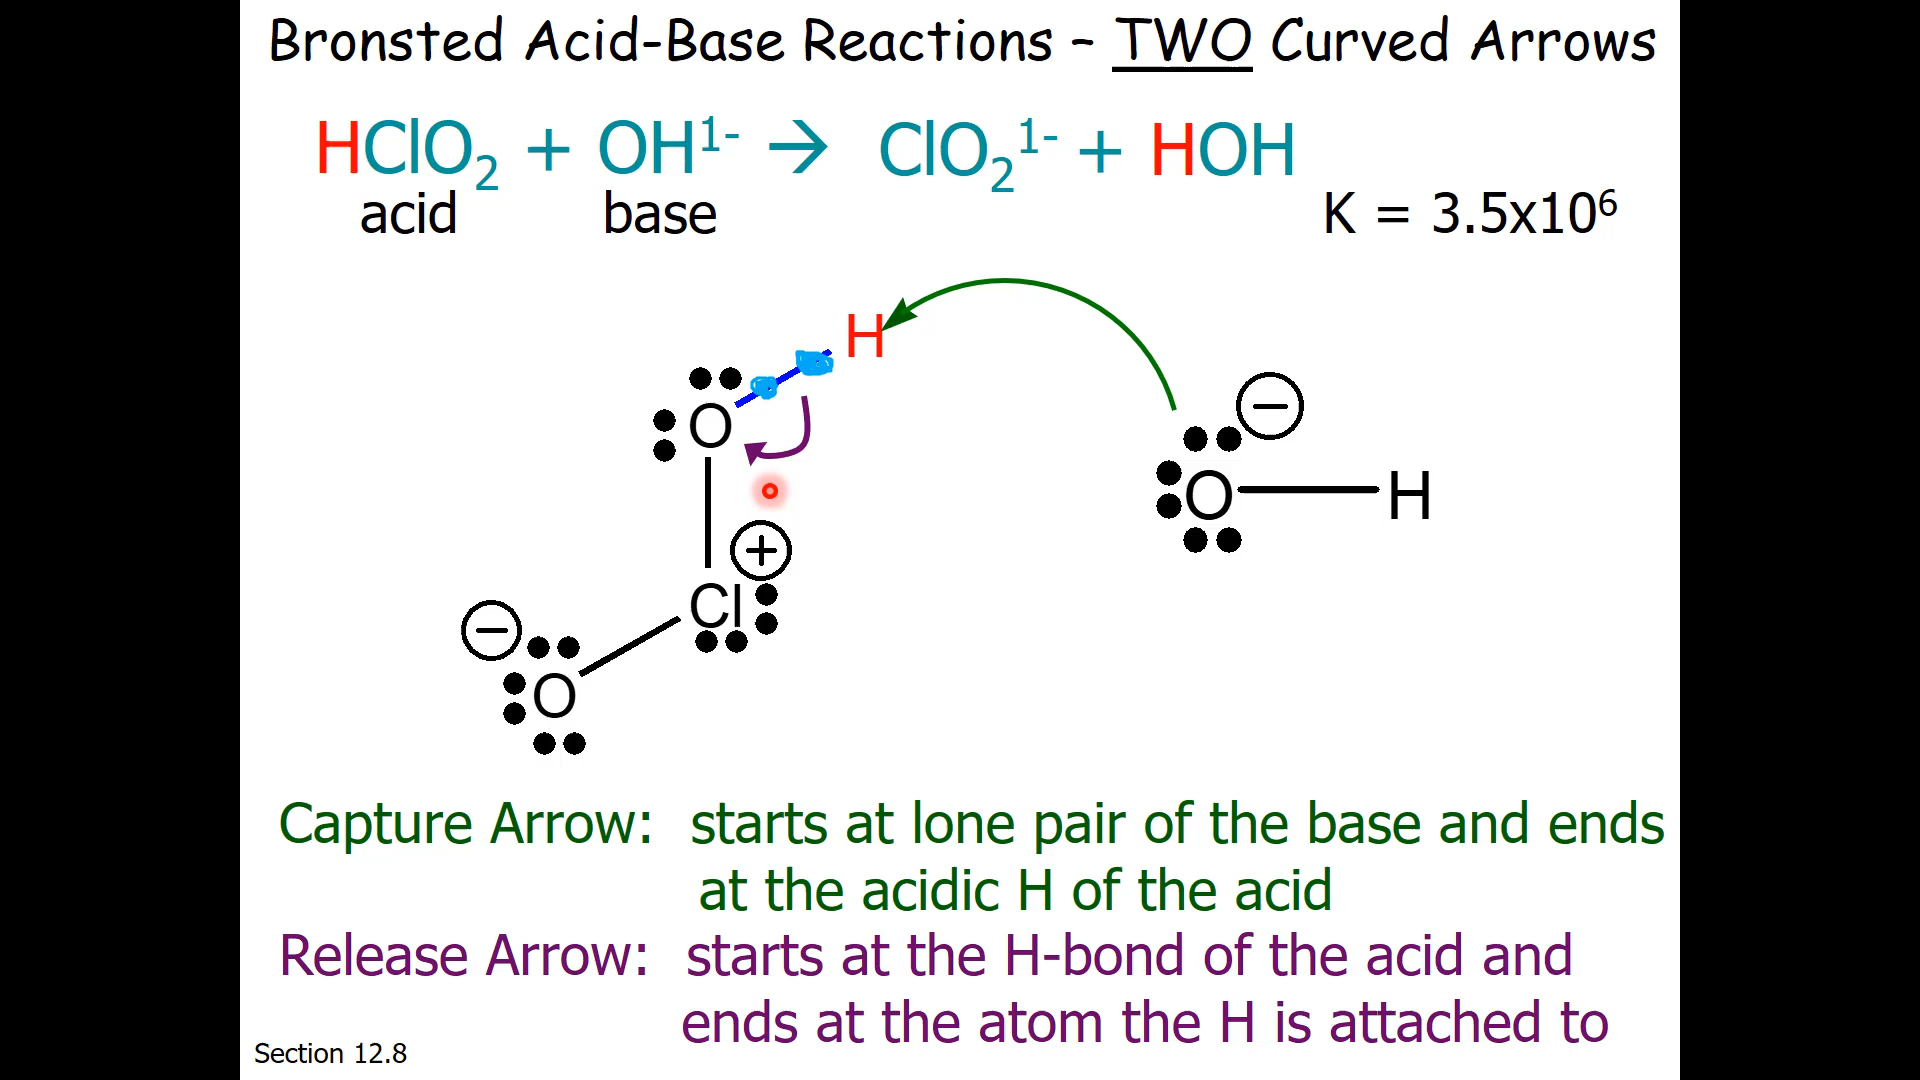 Bronsted Acid-Base Reactions – TWO Curved Arrows
HClO₂ + OH¹⁻ → ClO₂¹⁻ + HOH
acid base
K = 3.5x10⁶
H
O
O H
Cl
O
Capture Arrow: starts at lone pair of the base and ends
at the acidic H of the acid
Release Arrow: starts at the H-bond of the acid and
ends at the atom the H is attached to
Section 12.8